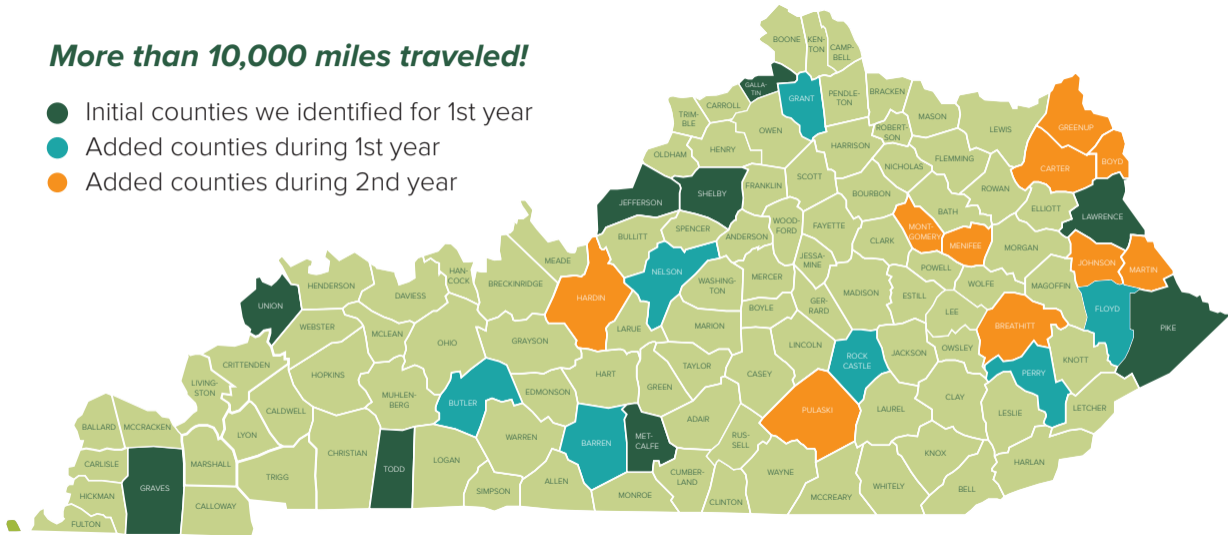 More than 10,000 miles traveled!
Initial counties we identified for 1st year
Added counties during 1st year
Added counties during 2nd year
BOONE
KEN-
TON
CAMP-
BELL
GALLA-
TIN
GRANT
PENDLE-
TON
BRACKEN
MASON
LEWIS
GREENUP
TRIM-
BLE
CARROLL
OWEN
ROBERT-
SON
HARRISON
CARTER
BOYD
OLDHAM
HENRY
NICHOLAS
FLEMMING
ROWAN
FRANKLIN
SCOTT
BOURBON
ELLIOTT
LAWRENCE
JEFFERSON
SHELBY
BATH
BULLITT
SPENCER
ANDERSON
WOOD-
FORD
FAYETTE
CLARK
MONT-
GOMERY
MENIFEE
MORGAN
JOHNSON
MARTIN
MEADE
NELSON
WASHING-
TON
MERCER
JESSA-
MINE
POWELL
WOLFE
MAGOFFIN
HAN-
COCK
BRECKINRIDGE
HARDIN
MADISON
ESTILL
UNION
HENDERSON
DAVIESS
BOYLE
GER-
RARD
LEE
FLOYD
PIKE
WEBSTER
MCLEAN
OHIO
GRAYSON
LARUE
MARION
LINCOLN
BREATHITT
CRITTENDEN
HOPKINS
HART
GREEN
TAYLOR
CASEY
ROCK
CASTLE
JACKSON
OWSLEY
KNOTT
PERRY
LIVING-
STON
MUHLEN-
BERG
BUTLER
EDMONSON
CALDWELL
ADAIR
PULASKI
LAUREL
CLAY
LESLIE
LETCHER
BALLARD
MCCRACKEN
LYON
WARREN
BARREN
MET-
CALFE
RUS-
SELL
CARLISLE
MARSHALL
CHRISTIAN
TODD
LOGAN
KNOX
HARLAN
GRAVES
TRIGG
SIMPSON
ALLEN
MONROE
CUMBER-
LAND
CLINTON
WAYNE
MCCREARY
WHITELY
BELL
HICKMAN
CALLOWAY
FULTON